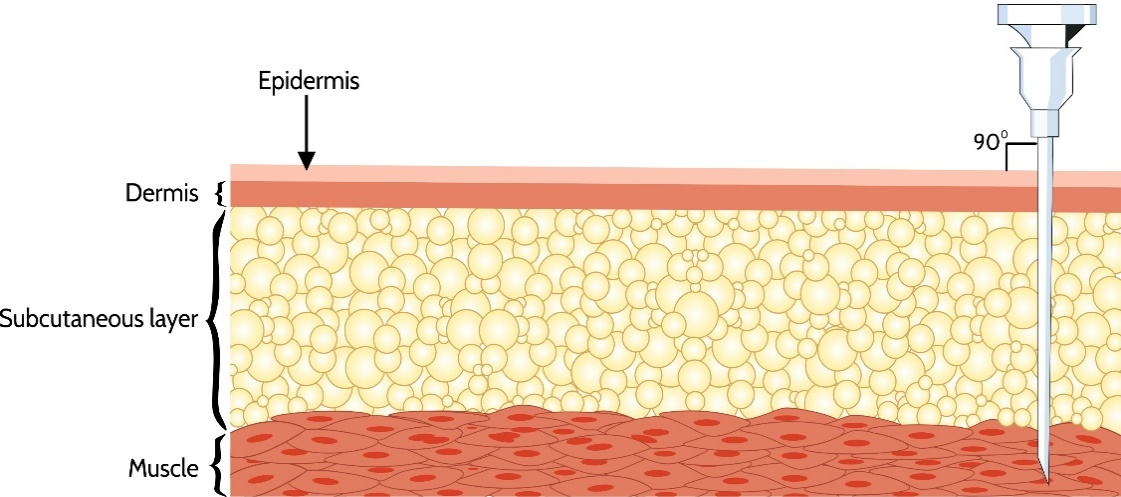 Epidermis
90°
Dermis
Subcutaneous layer
Muscle